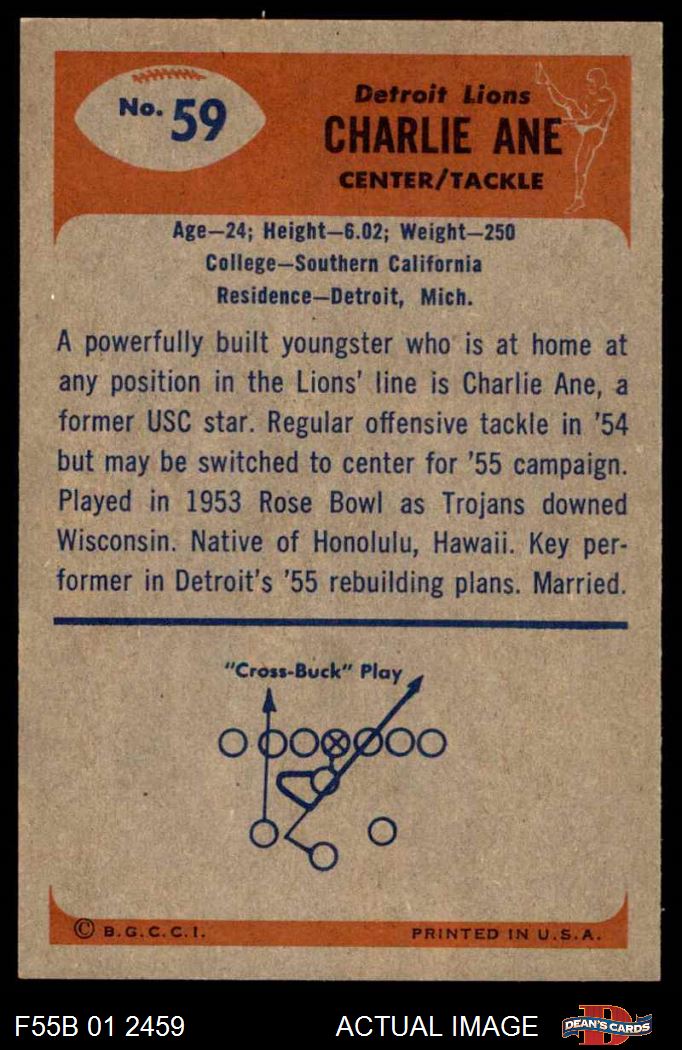 No. 59
Detroit Lions
CHARLIE ANE
CENTER/TACKLE
Age—24; Height—6.02; Weight—250
College—Southern California
Residence—Detroit, Mich.
A powerfully built youngster who is at home at
any position in the Lions' line is Charlie Ane, a
former USC star. Regular offensive tackle in '54
but may be switched to center for '55 campaign.
Played in 1953 Rose Bowl as Trojans downed
Wisconsin. Native of Honolulu, Hawaii. Key per-
former in Detroit's '55 rebuilding plans. Married.
"Cross-Buck" Play
© B.G.C.C.I.
PRINTED IN U.S.A.
F55B 01 2459
ACTUAL IMAGE
D
DEAN'S CARDS